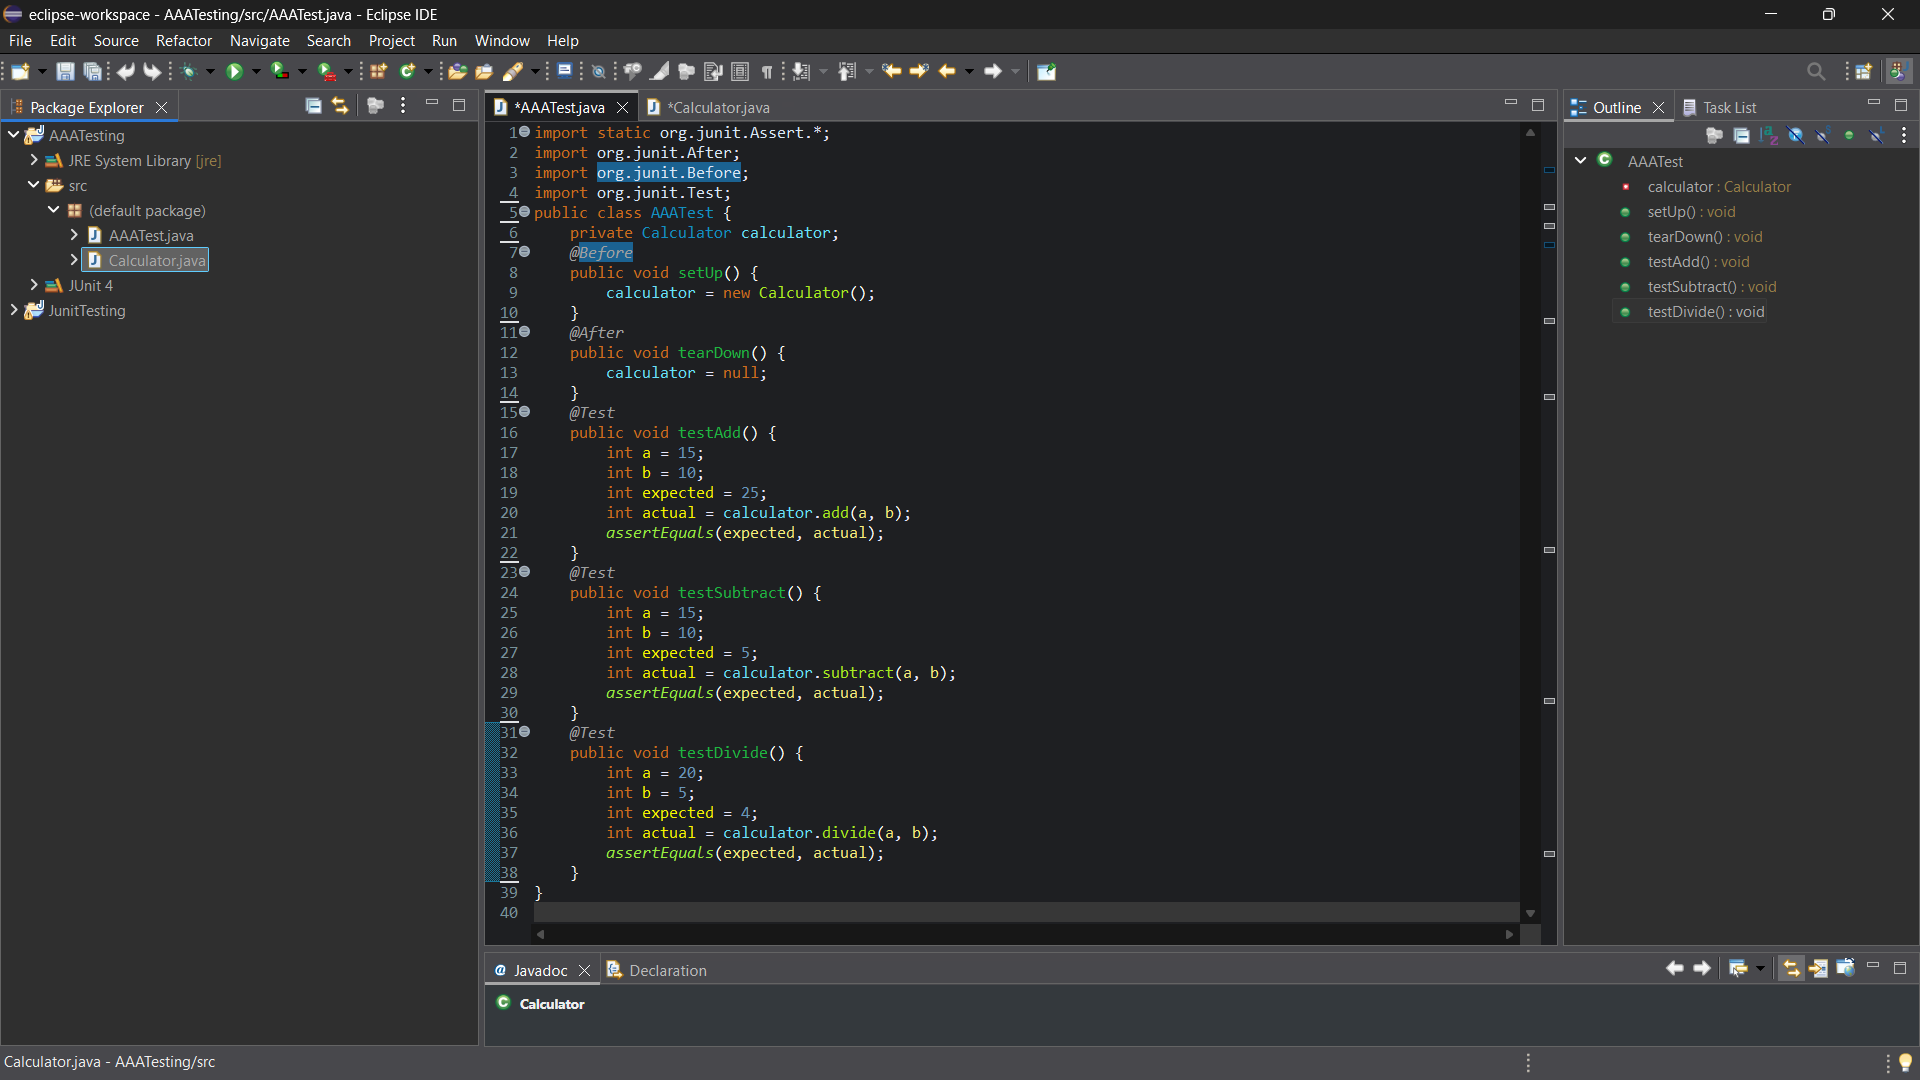 eclipse-workspace - AAATesting/src/AAATest.java - Eclipse IDE
File Edit Source Refactor Navigate Search Project Run Window Help
Package Explorer
AAATesting
JRE System Library [jre]
src
(default package)
AAATest.java
Calculator.java
JUnit 4
JunitTesting
*AAATest.java *Calculator.java
1 import static org.junit.Assert.*;
2 import org.junit.After;
3 import org.junit.Before;
4 import org.junit.Test;
5 public class AAATest {
6 private Calculator calculator;
7 @Before
8 public void setUp() {
9 calculator = new Calculator();
10 }
11 @After
12 public void tearDown() {
13 calculator = null;
14 }
15 @Test
16 public void testAdd() {
17 int a = 15;
18 int b = 10;
19 int expected = 25;
20 int actual = calculator.add(a, b);
21 assertEquals(expected, actual);
22 }
23 @Test
24 public void testSubtract() {
25 int a = 15;
26 int b = 10;
27 int expected = 5;
28 int actual = calculator.subtract(a, b);
29 assertEquals(expected, actual);
30 }
31 @Test
32 public void testDivide() {
33 int a = 20;
34 int b = 5;
35 int expected = 4;
36 int actual = calculator.divide(a, b);
37 assertEquals(expected, actual);
38 }
39 }
40
Outline Task List
AAATest
calculator : Calculator
setUp() : void
tearDown() : void
testAdd() : void
testSubtract() : void
testDivide() : void
@ Javadoc Declaration
Calculator
Calculator.java - AAATesting/src